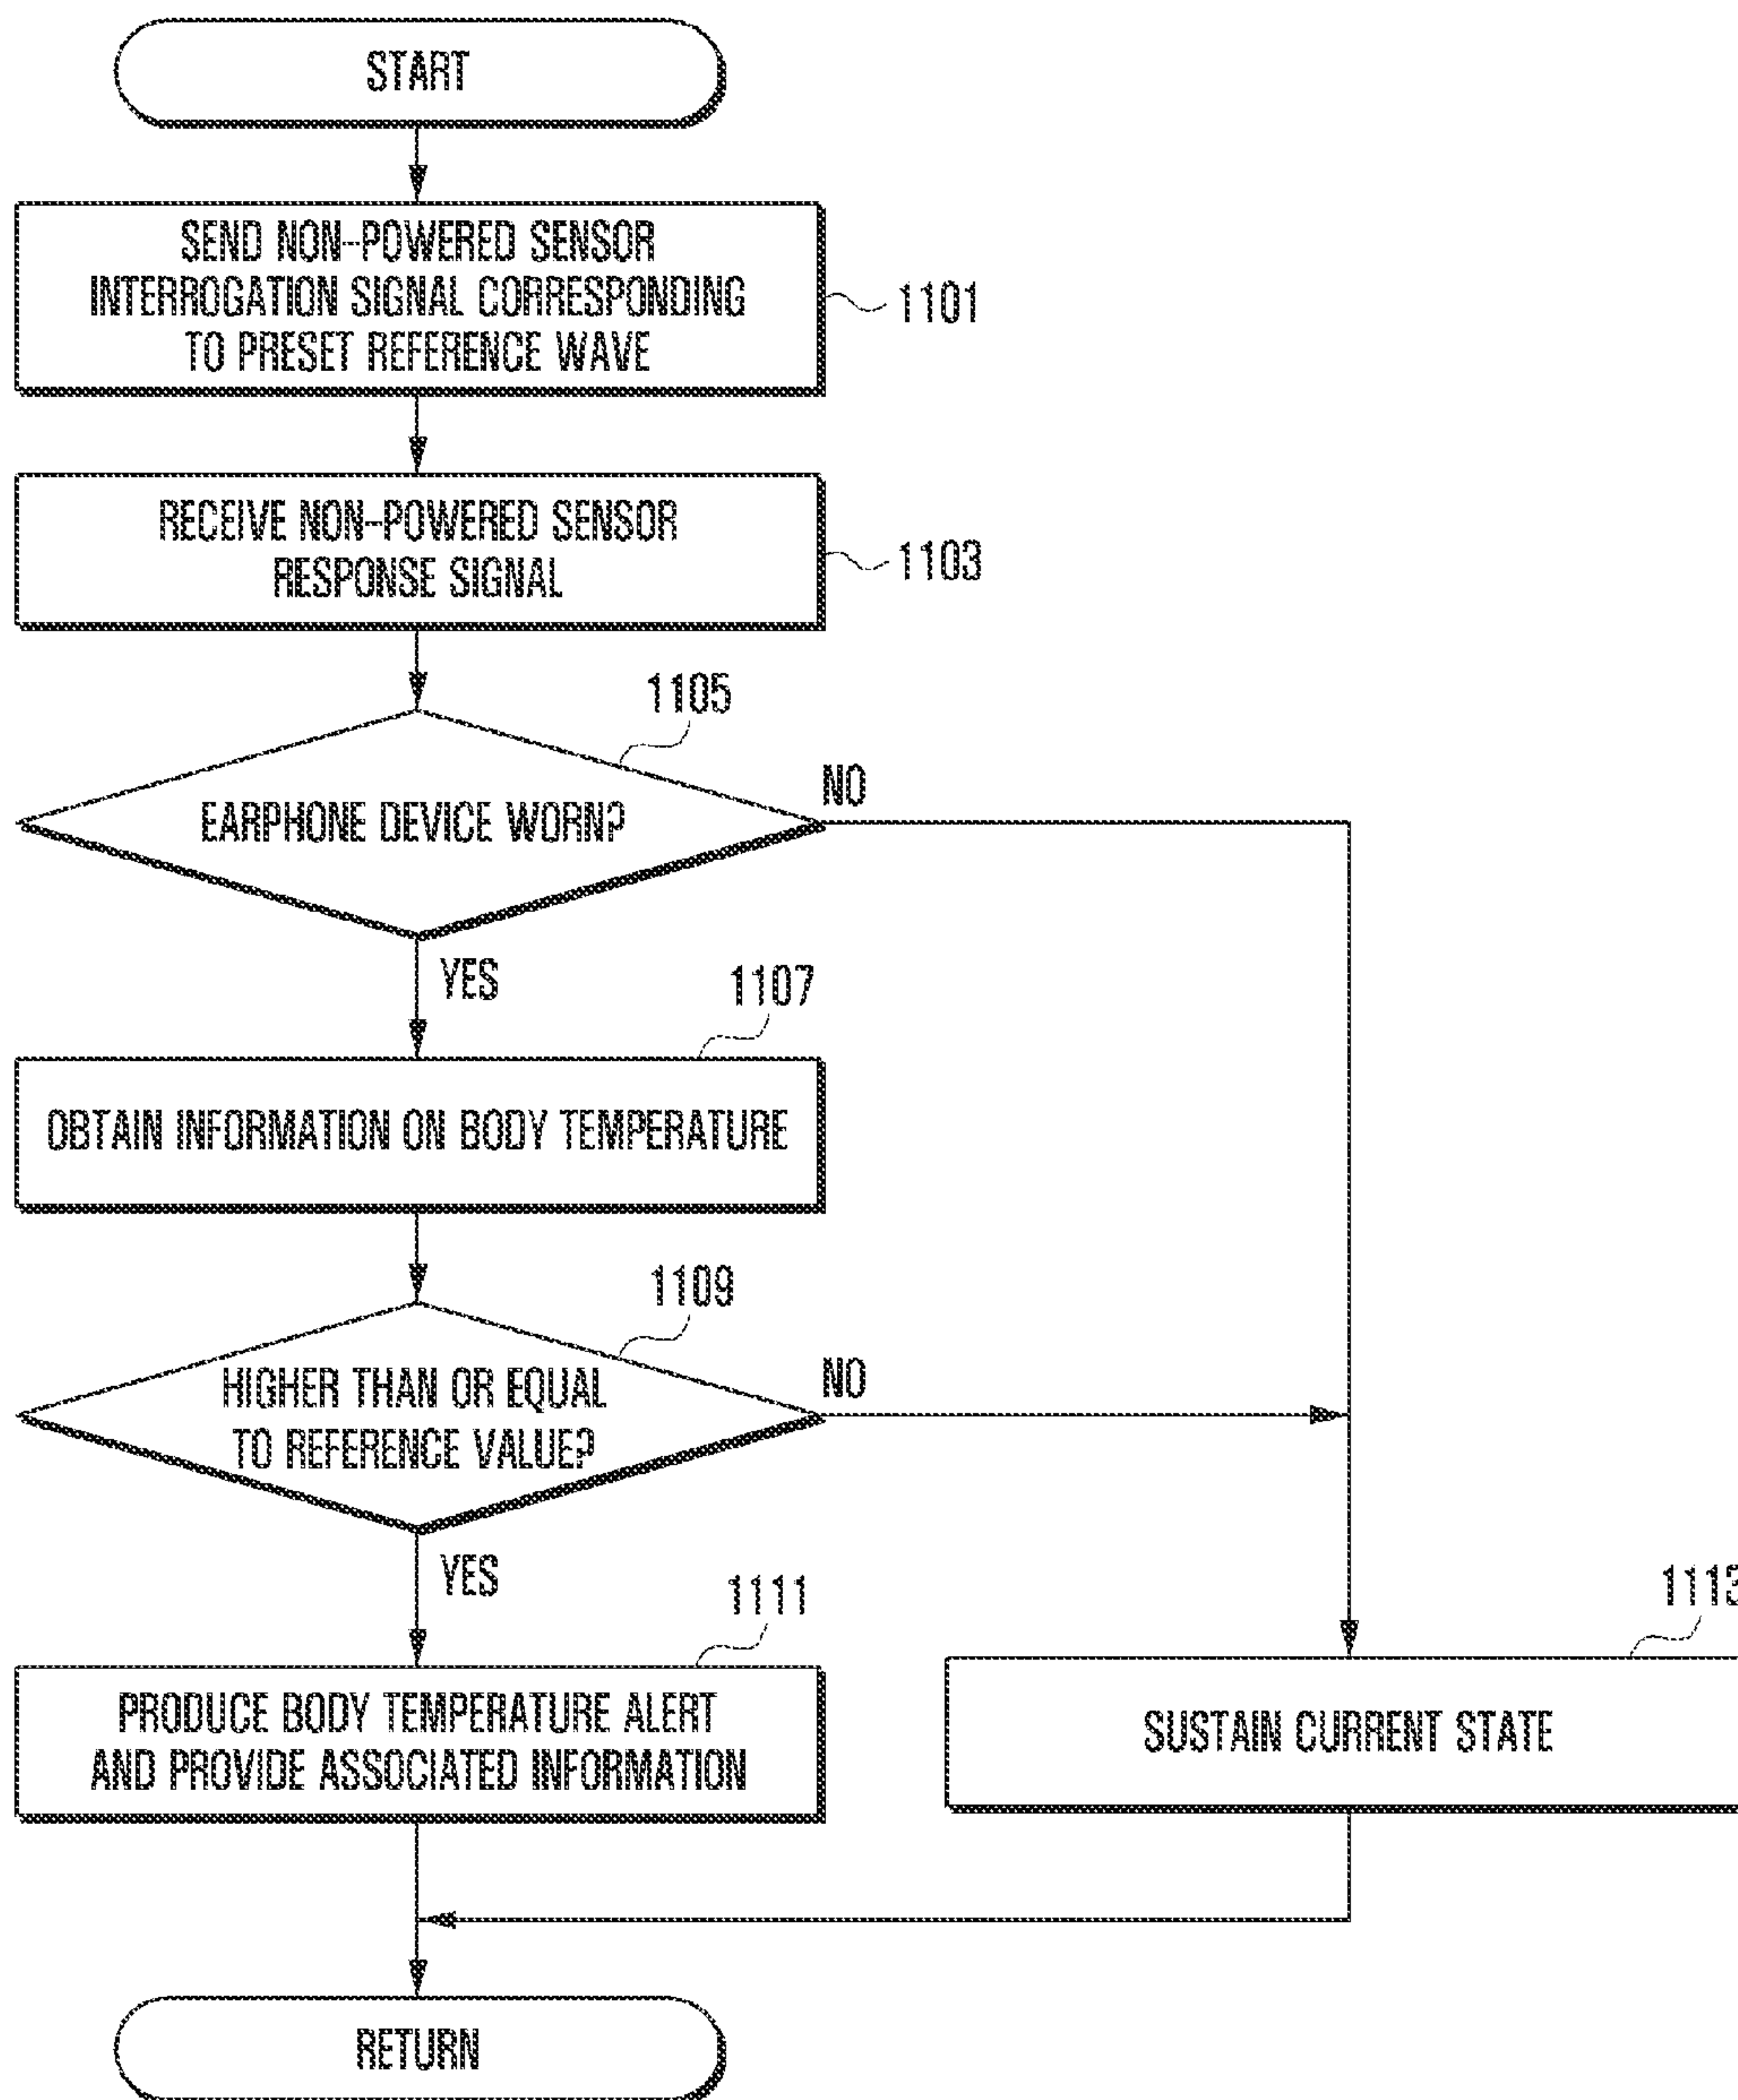 START
SEND NON-POWERED SENSOR
INTERROGATION SIGNAL CORRESPONDING
TO PRESET REFERENCE WAVE
1101
RECEIVE NON-POWERED SENSOR
RESPONSE SIGNAL
1103
1105
EARPHONE DEVICE WORN?
NO
YES
1107
OBTAIN INFORMATION ON BODY TEMPERATURE
1109
HIGHER THAN OR EQUAL
TO REFERENCE VALUE?
NO
YES
1111
PRODUCE BODY TEMPERATURE ALERT
AND PROVIDE ASSOCIATED INFORMATION
1113
SUSTAIN CURRENT STATE
RETURN